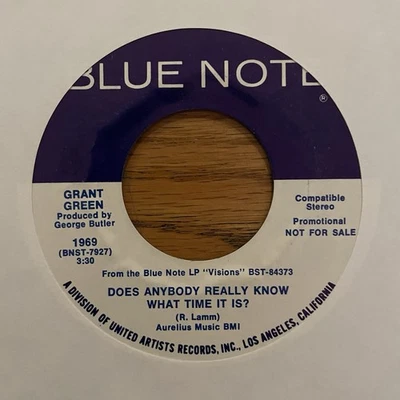 BLUE NOTE
®
GRANT
GREEN
Produced by
George Butler
1969
(BNST-7927)
3:30
Compatible
Stereo
Promotional
NOT FOR SALE
From the Blue Note LP "Visions" BST-84373
DOES ANYBODY REALLY KNOW
WHAT TIME IT IS?
(R. Lamm)
Aurelius Music BMI
A DIVISION OF UNITED ARTISTS RECORDS, INC., LOS ANGELES, CALIFORNIA